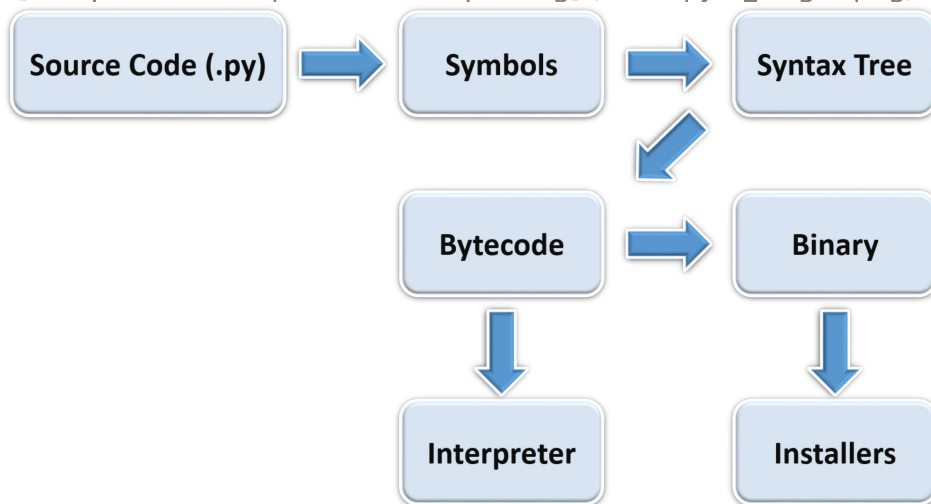 Source Code (.py)
Symbols
Syntax Tree
Bytecode
Binary
Interpreter
Installers